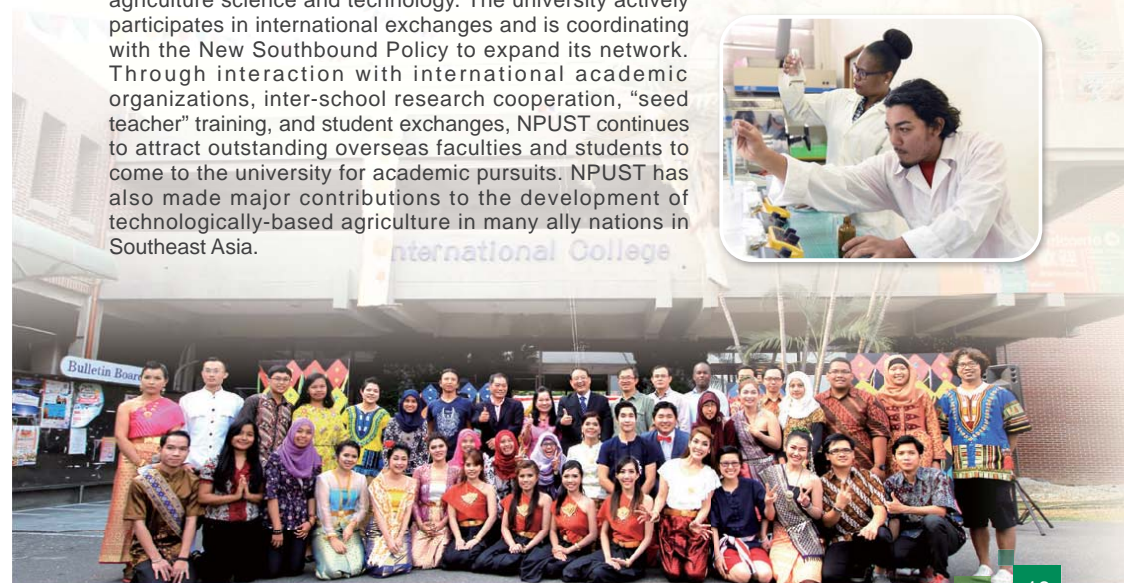 agriculture science and technology. The university actively
participates in international exchanges and is coordinating
with the New Southbound Policy to expand its network.
Through interaction with international academic
organizations, inter-school research cooperation, “seed
teacher” training, and student exchanges, NPUST continues
to attract outstanding overseas faculties and students to
come to the university for academic pursuits. NPUST has
also made major contributions to the development of
technologically-based agriculture in many ally nations in
Southeast Asia.
International College
Bulletin Board